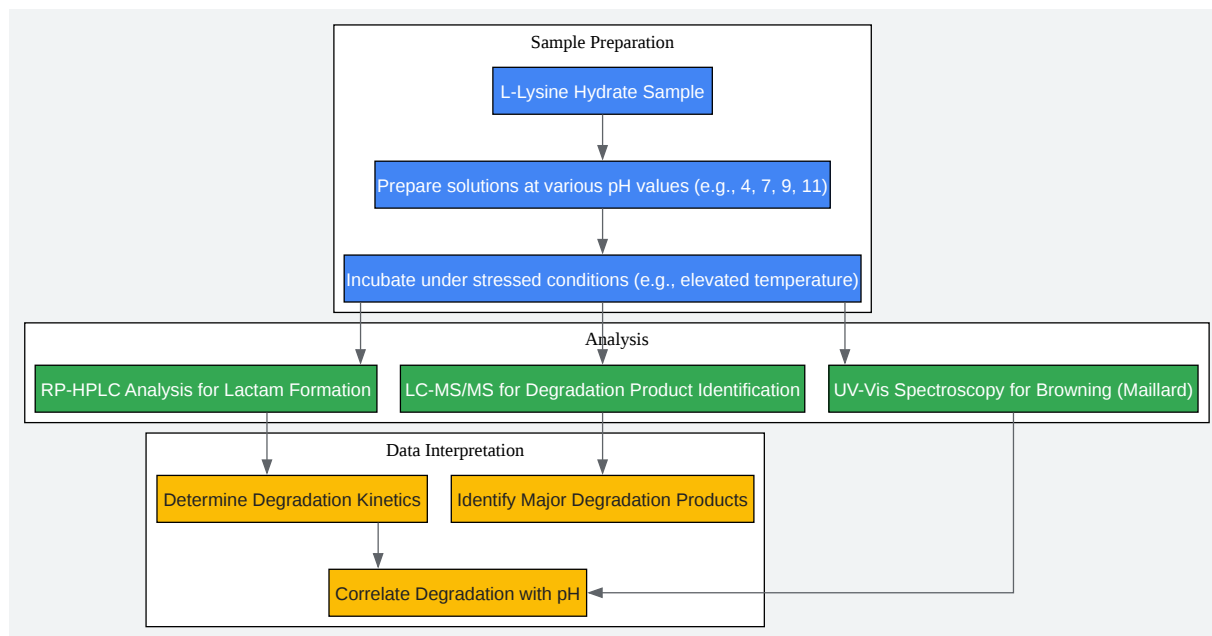 Sample Preparation
L-Lysine Hydrate Sample
Prepare solutions at various pH values (e.g., 4, 7, 9, 11)
Incubate under stressed conditions (e.g., elevated temperature)
Analysis
RP-HPLC Analysis for Lactam Formation
LC-MS/MS for Degradation Product Identification
UV-Vis Spectroscopy for Browning (Maillard)
Data Interpretation
Determine Degradation Kinetics
Identify Major Degradation Products
Correlate Degradation with pH